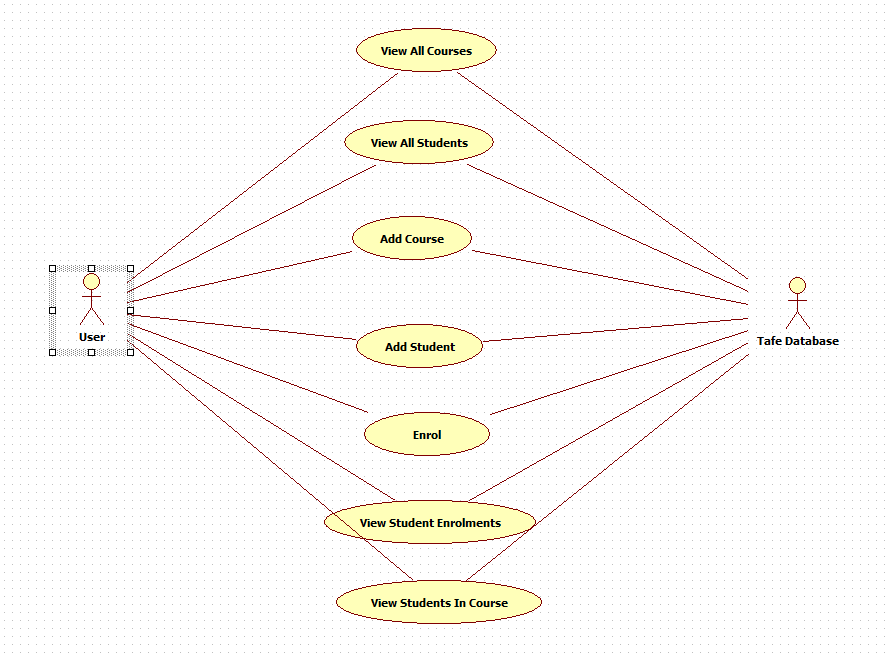 View All Courses
View All Students
Add Course
User
Tafe Database
Add Student
Enrol
View Student Enrolments
View Students In Course